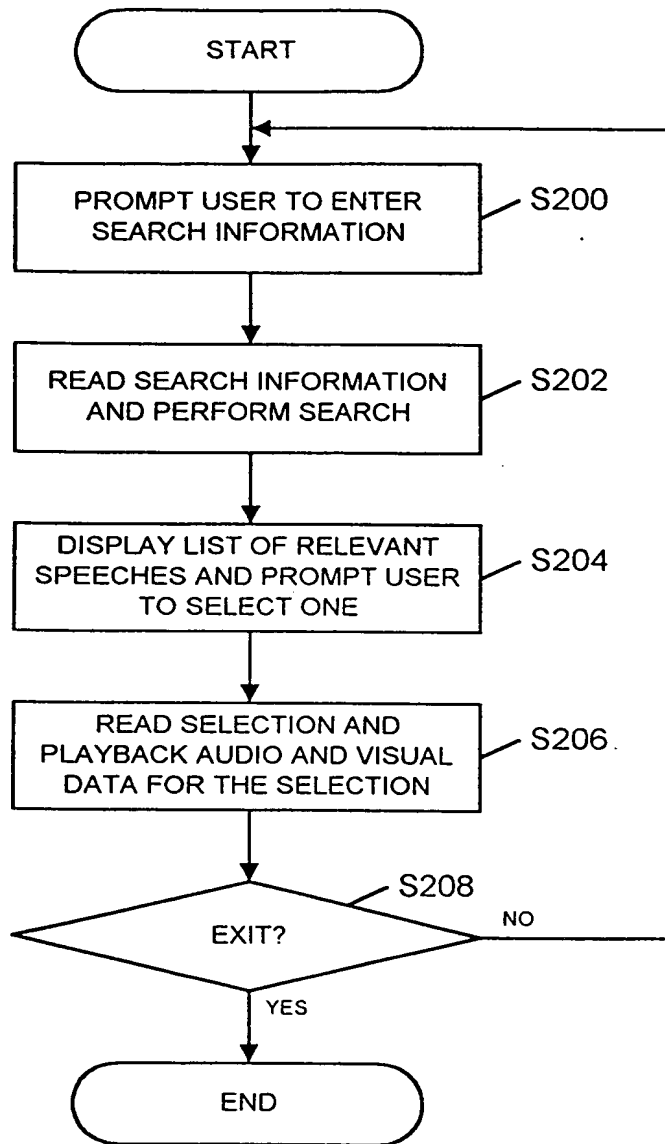 START
PROMPT USER TO ENTER
SEARCH INFORMATION
S200
READ SEARCH INFORMATION
AND PERFORM SEARCH
S202
DISPLAY LIST OF RELEVANT
SPEECHES AND PROMPT USER
TO SELECT ONE
S204
READ SELECTION AND
PLAYBACK AUDIO AND VISUAL
DATA FOR THE SELECTION
S206
S208
EXIT?
NO
YES
END